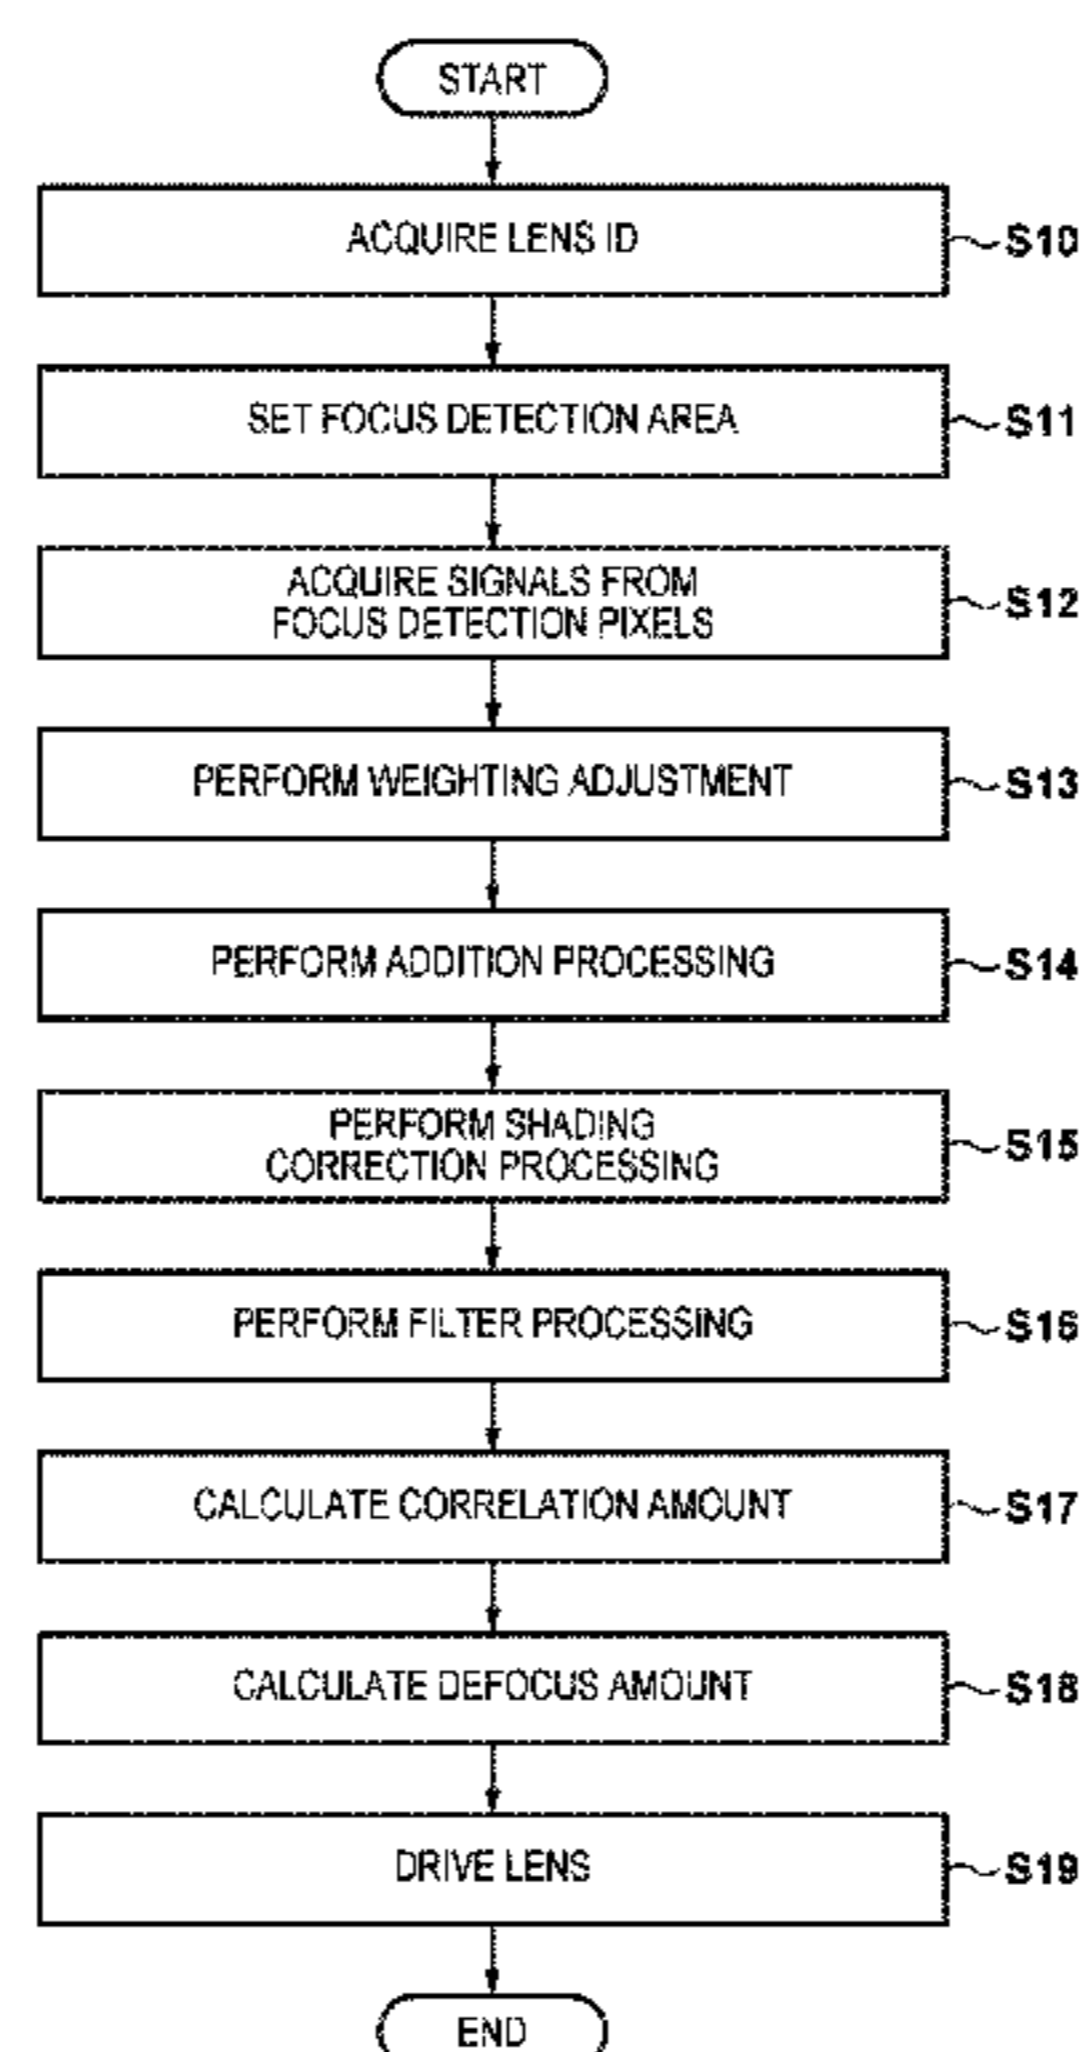 START
ACQUIRE LENS ID
S10
SET FOCUS DETECTION AREA
S11
ACQUIRE SIGNALS FROM
FOCUS DETECTION PIXELS
S12
PERFORM WEIGHTING ADJUSTMENT
S13
PERFORM ADDITION PROCESSING
S14
PERFORM SHADING
CORRECTION PROCESSING
S15
PERFORM FILTER PROCESSING
S16
CALCULATE CORRELATION AMOUNT
S17
CALCULATE DEFOCUS AMOUNT
S18
DRIVE LENS
S19
END